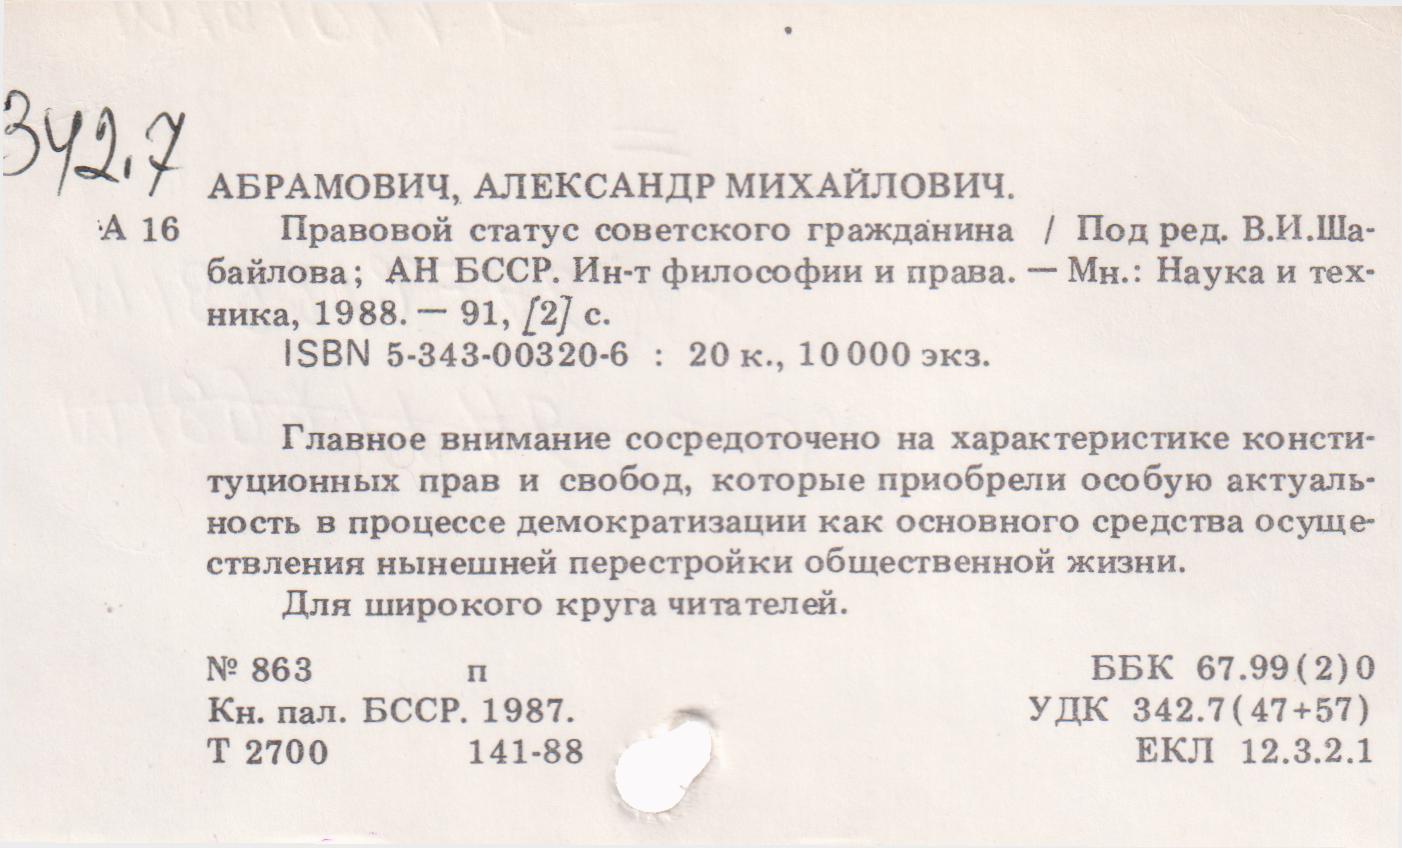 342.7
АБРАМОВИЧ, АЛЕКСАНДР МИХАЙЛОВИЧ.
А 16 Правовой статус советского гражданина / Под ред. В.И.Ша-
байлова; АН БССР. Ин-т философии и права. — Мн.: Наука и тех-
ника, 1988. — 91, [2] с.
ISBN 5-343-00320-6 : 20 к., 10 000 экз.
Главное внимание сосредоточено на характеристике консти-
туционных прав и свобод, которые приобрели особую актуаль-
ность в процессе демократизации как основного средства осуще-
ствления нынешней перестройки общественной жизни.
Для широкого круга читателей.
№ 863 п ББК 67.99(2)0
Кн. пал. БССР. 1987. УДК 342.7(47+57)
Т 2700 141-88 ЕКЛ 12.3.2.1